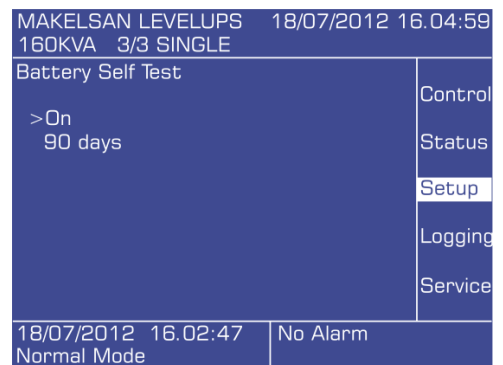 MAKELSAN LEVELUPS 18/07/2012 16.04:59
160KVA 3/3 SINGLE
Battery Self Test
>On
90 days
Control
Status
Setup
Logging
Service
18/07/2012 16.02:47 No Alarm
Normal Mode